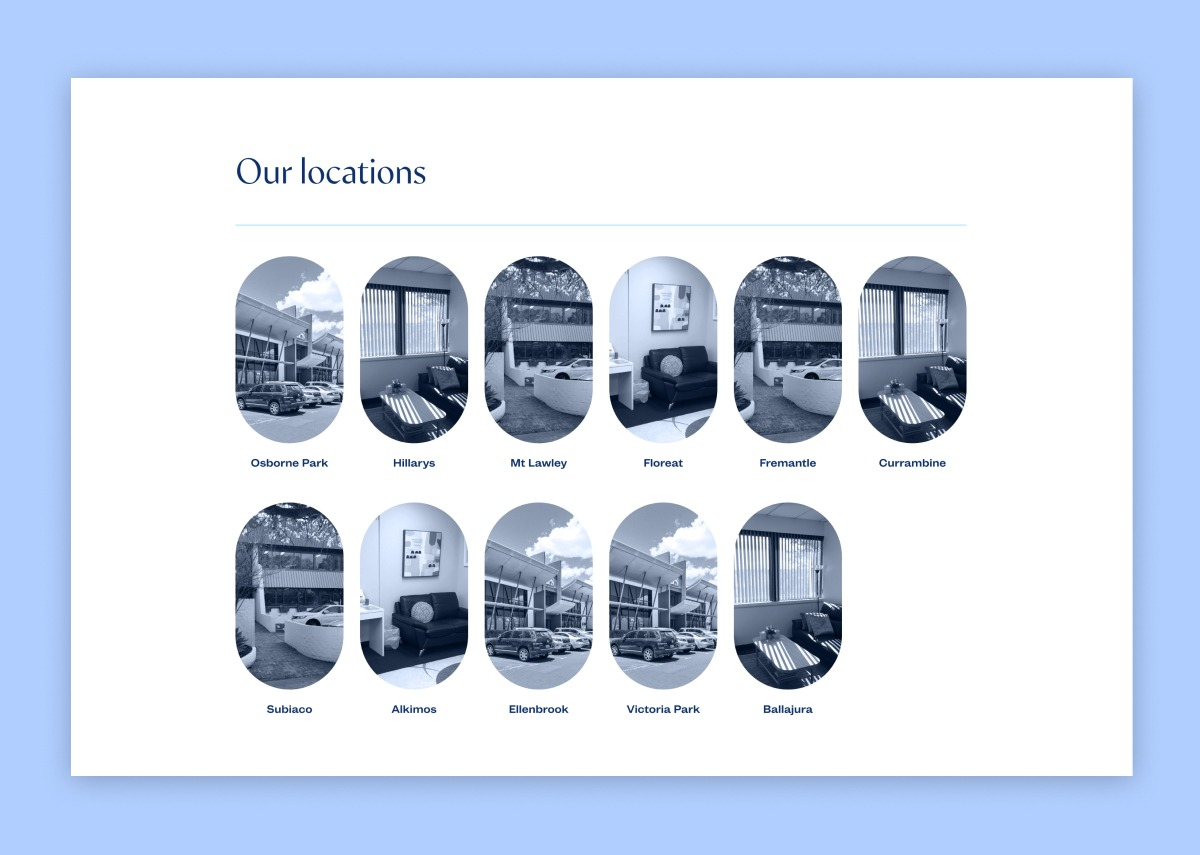 Our locations
Osborne Park
Hillarys
Mt Lawley
Floreat
Fremantle
Currambine
Subiaco
Alkimos
Ellenbrook
Victoria Park
Ballajura